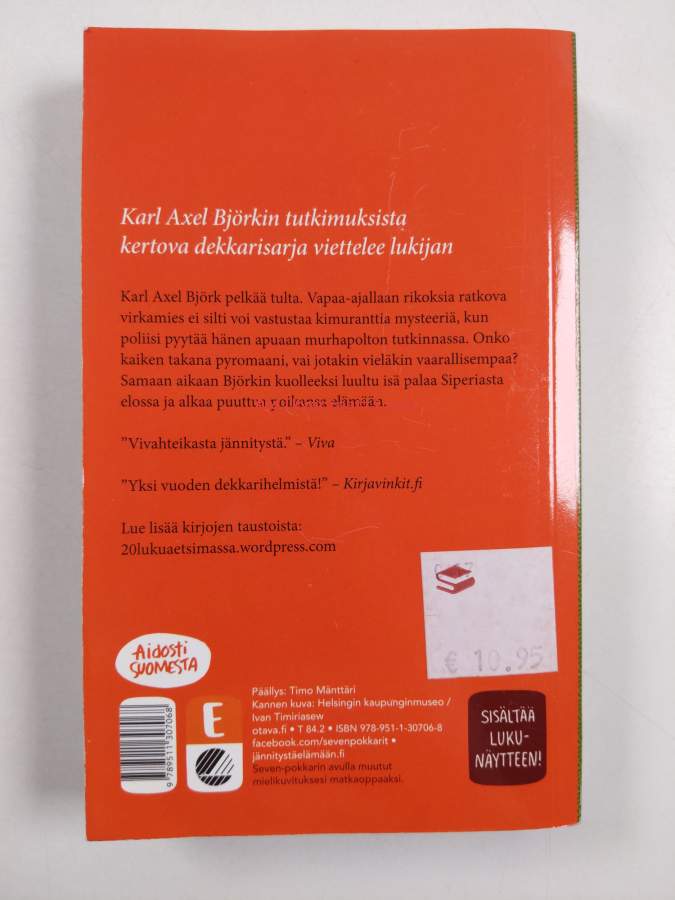 Karl Axel Björkin tutkimuksista
kertova dekkarisarja viettelee lukijan
Karl Axel Björk pelkää tulta. Vapaa-ajallaan rikoksia ratkova
virkamies ei silti voi vastustaa kimuranttia mysteeriä, kun
poliisi pyytää hänen apuaan murhapolton tutkinnassa. Onko
kaiken takana pyromaani, vai jotakin vieläkin vaarallisempaa?
Samaan aikaan Björkin kuolleeksi luultu isä palaa Siperiasta
elossa ja alkaa puuttua poikansa elämään.
”Vivahteikasta jännitystä.” – Viva
”Yksi vuoden dekkarihelmistä!” – Kirjavinkit.fi
Lue lisää kirjojen taustoista:
20lukuaetsimassa.wordpress.com
€ 10.95
Aidosti
SUOMESTA
9 789511 307068
E
Päällys: Timo Mänttäri
Kannen kuva: Helsingin kaupunginmuseo /
Ivan Timiriasew
otava.fi • T 84.2 • ISBN 978-951-1-30706-8
facebook.com/sevenpokkarit •
jännitystäelämään.fi
Seven-pokkarin avulla muutut
mielikuvituksesi matkaoppaaksi.
SISÄLTÄÄ
LUKU-
NÄYTTEEN!